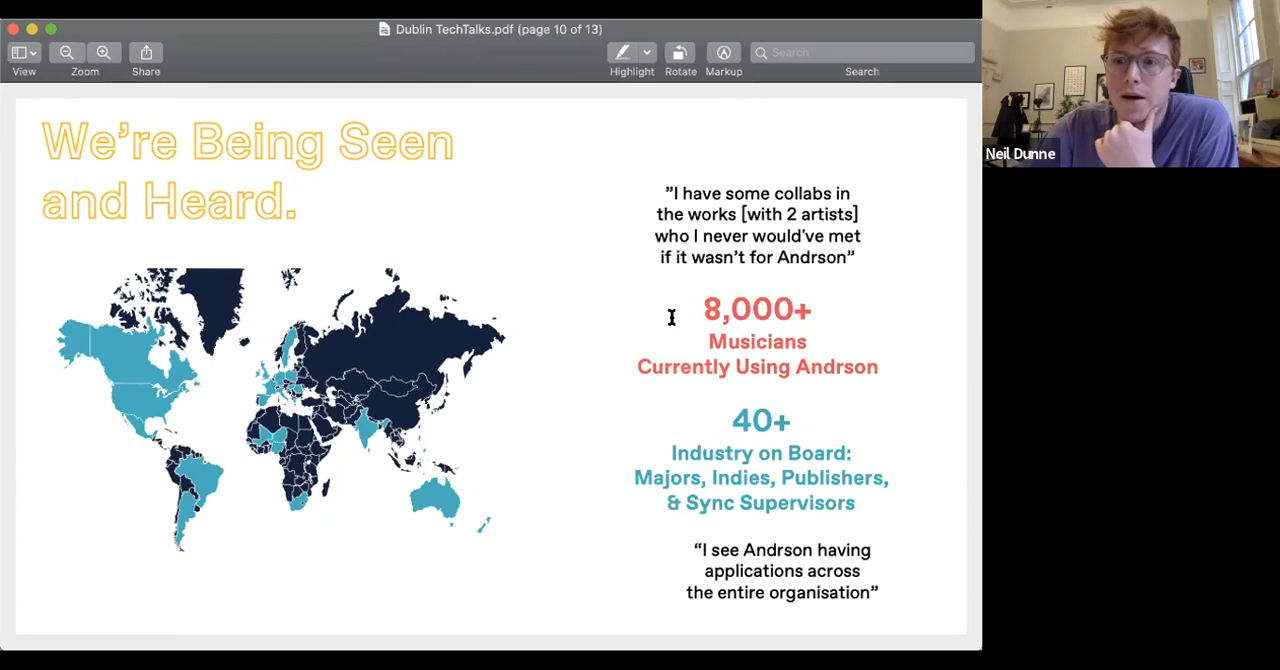 Dublin TechTalks.pdf (page 10 of 13)
Search
View
Zoom
Share
Highlight
Rotate
Markup
Search
Neil Dunne
We're Being Seen
and Heard.
"I have some collabs in
the works [with 2 artists]
who I never would've met
if it wasn't for Andrson"
8,000+
Musicians
Currently Using Andrson
40+
Industry on Board:
Majors, Indies, Publishers,
& Sync Supervisors
"I see Andrson having
applications across
the entire organisation"